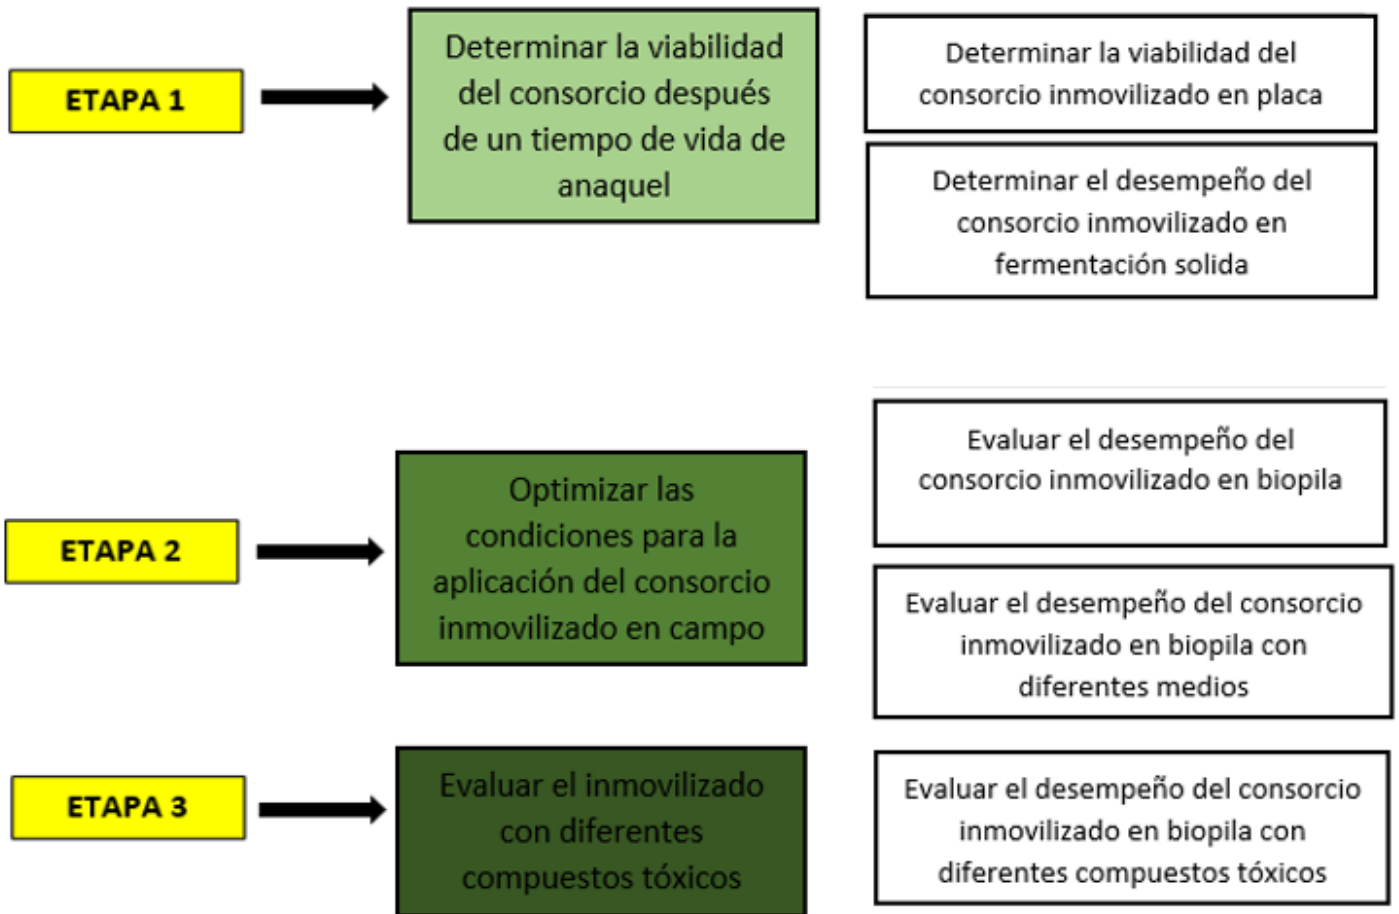 ETAPA 1
Determinar la viabilidad
del consorcio después
de un tiempo de vida de
anaquel
Determinar la viabilidad del
consorcio inmovilizado en placa
Determinar el desempeño del
consorcio inmovilizado en
fermentación solida
ETAPA 2
Optimizar las
condiciones para la
aplicación del consorcio
inmovilizado en campo
Evaluar el desempeño del
consorcio inmovilizado en biopila
Evaluar el desempeño del consorcio
inmovilizado en biopila con
diferentes medios
ETAPA 3
Evaluar el inmovilizado
con diferentes
compuestos tóxicos
Evaluar el desempeño del consorcio
inmovilizado en biopila con
diferentes compuestos tóxicos